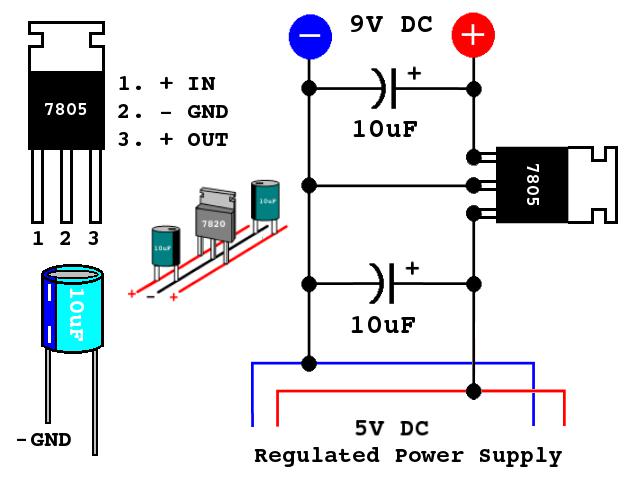 9V DC
7805
1. + IN
2. - GND
3. + OUT
1 2 3
+
10uF
7805
10uF
7820
10uF
+ - +
10uF
+
10uF
-GND
5V DC
Regulated Power Supply